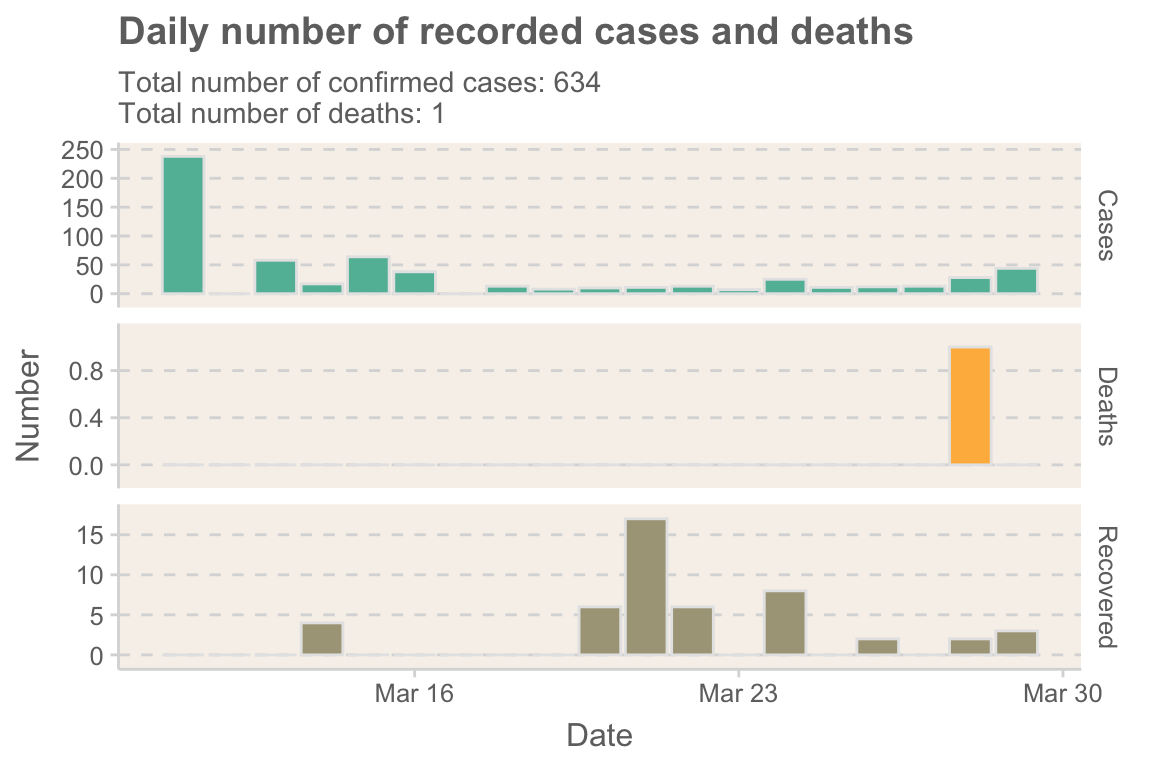 Daily number of recorded cases and deaths
Total number of confirmed cases: 634
Total number of deaths: 1
250
200
150
100
50
0
Cases
0.8
0.4
0.0
Deaths
Number
15
10
5
0
Recovered
Mar 16
Mar 23
Mar 30
Date